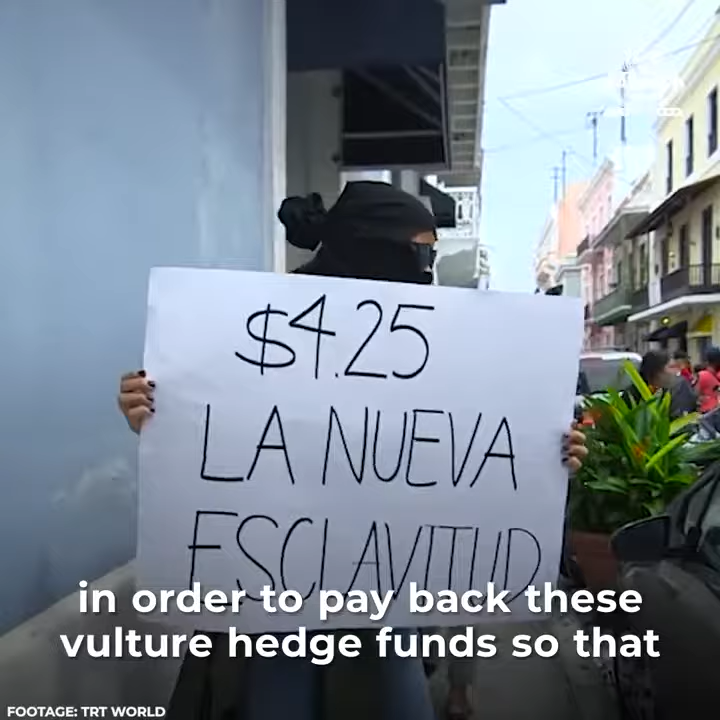 $4.25
LA NUEVA
ESCLAVITUD
in order to pay back these
vulture hedge funds so that
FOOTAGE: TRT WORLD